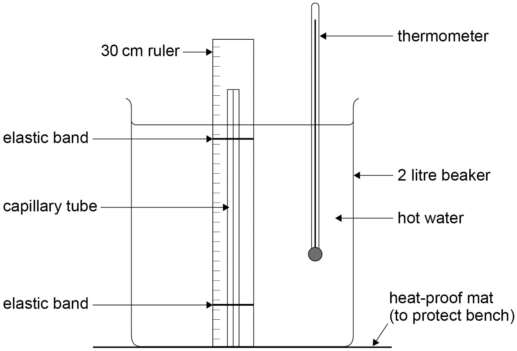 thermometer
30 cm ruler
elastic band
2 litre beaker
capillary tube
hot water
elastic band
heat-proof mat
(to protect bench)